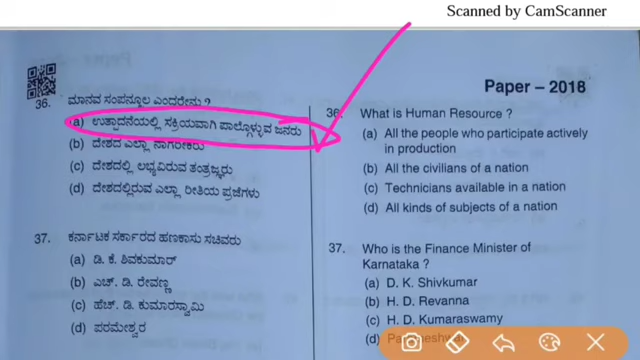 Scanned by CamScanner
Paper – 2018
36. ಮಾನವ ಸಂಪನ್ಮೂಲ ಎಂದರೇನು ?
(a) ಉತ್ಪಾದನೆಯಲ್ಲಿ ಸಕ್ರಿಯವಾಗಿ ಪಾಲ್ಗೊಳ್ಳುವ ಜನರು
(b) ದೇಶದ ಎಲ್ಲಾ ನಾಗರೀಕರು
(c) ದೇಶದಲ್ಲಿ ಲಭ್ಯವಿರುವ ತಂತ್ರಜ್ಞರು
(d) ದೇಶದಲ್ಲಿರುವ ಎಲ್ಲಾ ರೀತಿಯ ಪ್ರಜೆಗಳು
37. ಕರ್ನಾಟಕ ಸರ್ಕಾರದ ಹಣಕಾಸು ಸಚಿವರು
(a) ಡಿ. ಕೆ. ಶಿವಕುಮಾರ್
(b) ಎಚ್. ಡಿ. ರೇವಣ್ಣ
(c) ಹೆಚ್. ಡಿ. ಕುಮಾರಸ್ವಾಮಿ
(d) ಪರಮೇಶ್ವರ
36. What is Human Resource ?
(a) All the people who participate actively
in production
(b) All the civilians of a nation
(c) Technicians available in a nation
(d) All kinds of subjects of a nation
37. Who is the Finance Minister of
Karnataka ?
(a) D. K. Shivkumar
(b) H. D. Revanna
(c) H. D. Kumaraswamy
(d)